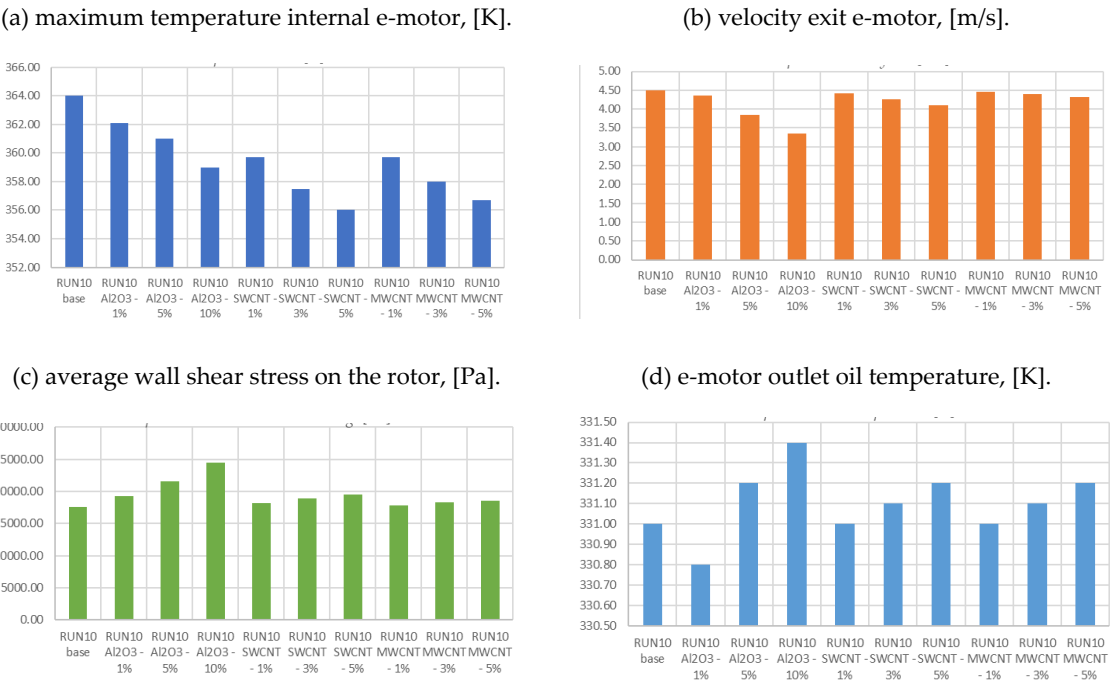 (a) maximum temperature internal e-motor, [K].
366.00
364.00
362.00
360.00
358.00
356.00
354.00
352.00
RUN10 RUN10 RUN10 RUN10 RUN10 RUN10 RUN10 RUN10 RUN10 RUN10
base Al2O3 - Al2O3 - Al2O3 - SWCNT - SWCNT - SWCNT - MWCNT MWCNT MWCNT
1% 5% 10% 1% 3% 5% - 1% - 3% - 5%
(b) velocity exit e-motor, [m/s].
5.00
4.50
4.00
3.50
3.00
2.50
2.00
1.50
1.00
0.50
0.00
RUN10 RUN10 RUN10 RUN10 RUN10 RUN10 RUN10 RUN10 RUN10 RUN10
base Al2O3 - Al2O3 - Al2O3 - SWCNT - SWCNT - SWCNT - MWCNT MWCNT MWCNT
1% 5% 10% 1% 3% 5% - 1% - 3% - 5%
(c) average wall shear stress on the rotor, [Pa].
0000.00
5000.00
0000.00
5000.00
0000.00
5000.00
0.00
RUN10 RUN10 RUN10 RUN10 RUN10 RUN10 RUN10 RUN10 RUN10 RUN10
base Al2O3 - Al2O3 - Al2O3 - SWCNT SWCNT SWCNT MWCNT MWCNT MWCNT
1% 5% 10% - 1% - 3% - 5% - 1% - 3% - 5%
(d) e-motor outlet oil temperature, [K].
331.50
331.40
331.30
331.20
331.10
331.00
330.90
330.80
330.70
330.60
330.50
RUN10 RUN10 RUN10 RUN10 RUN10 RUN10 RUN10 RUN10 RUN10 RUN10
base Al2O3 - Al2O3 - Al2O3 - SWCNT - SWCNT - SWCNT - MWCNT MWCNT MWCNT
1% 5% 10% 1% 3% 5% - 1% - 3% - 5%